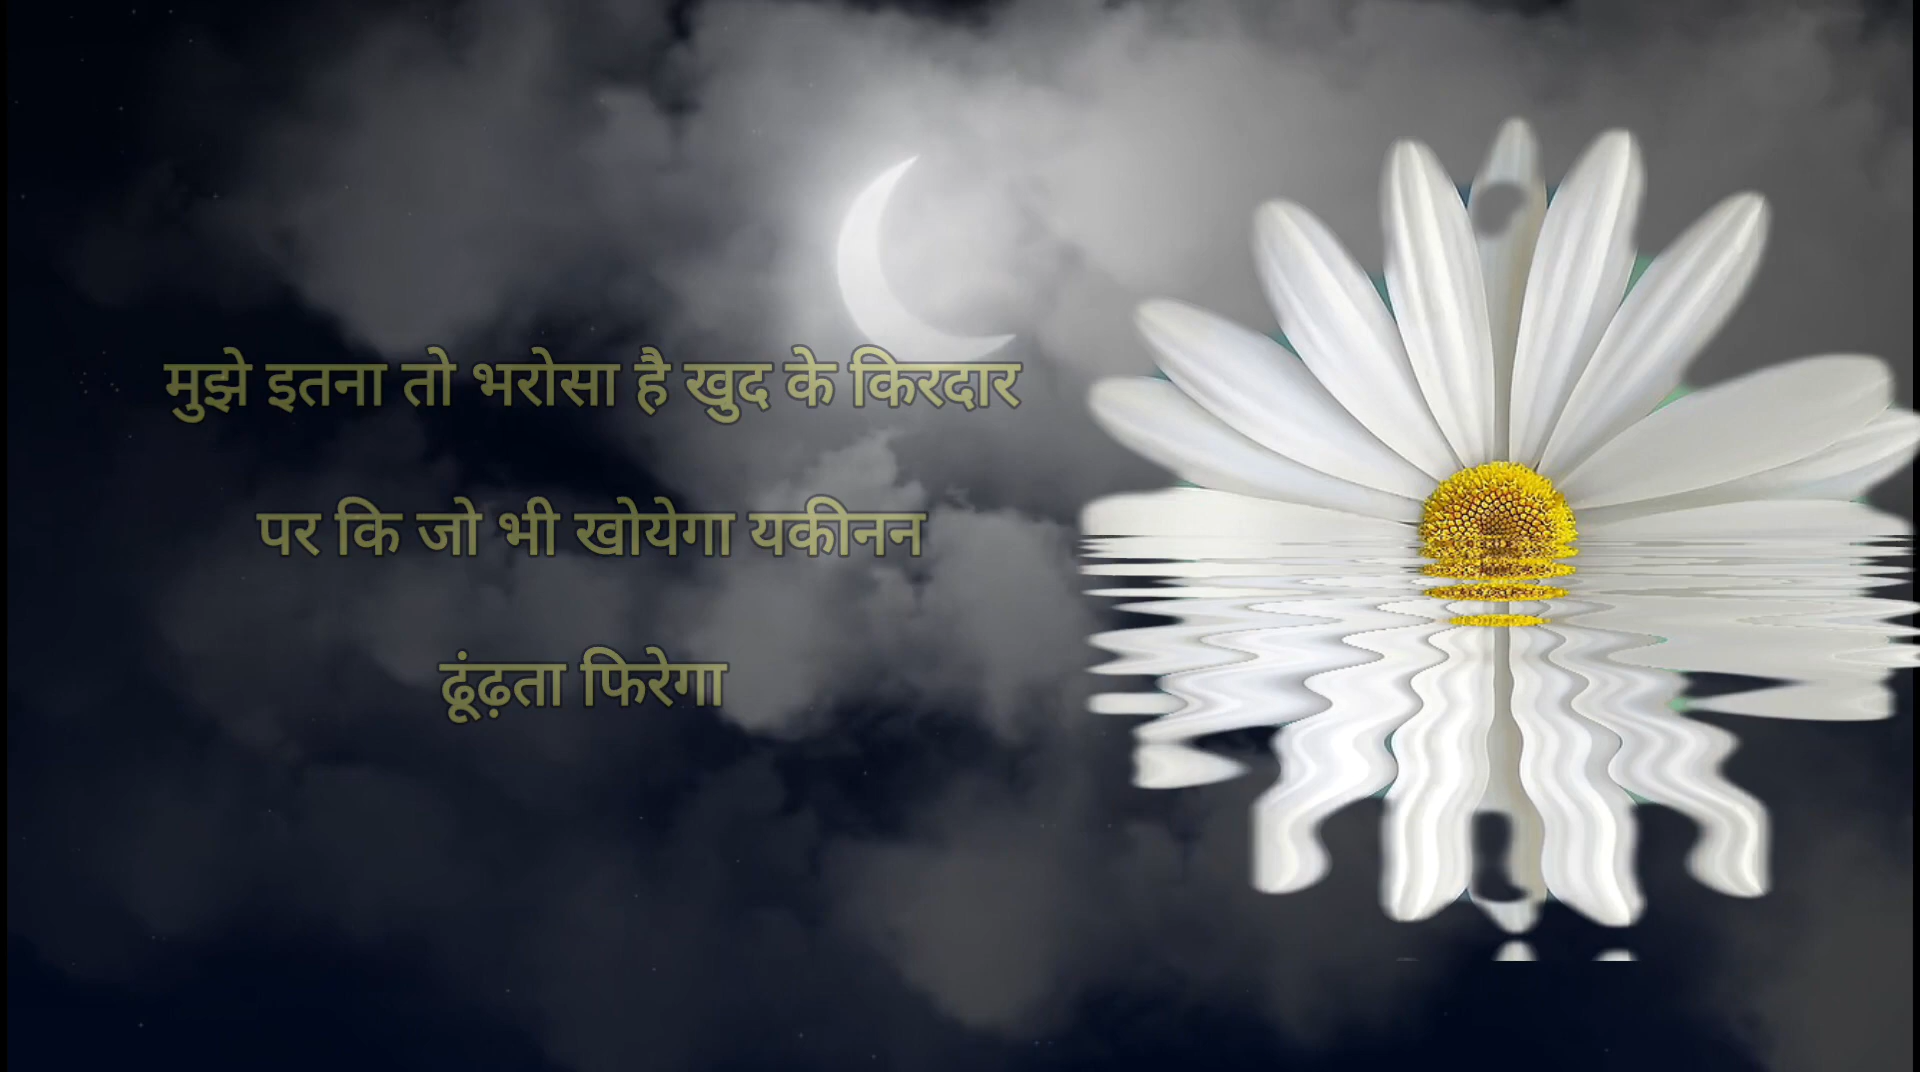 मुझे इतना तो भरोसा है खुद के किरदार
पर कि जो भी खोयेगा यकीनन
ढूंढ़ता फिरेगा